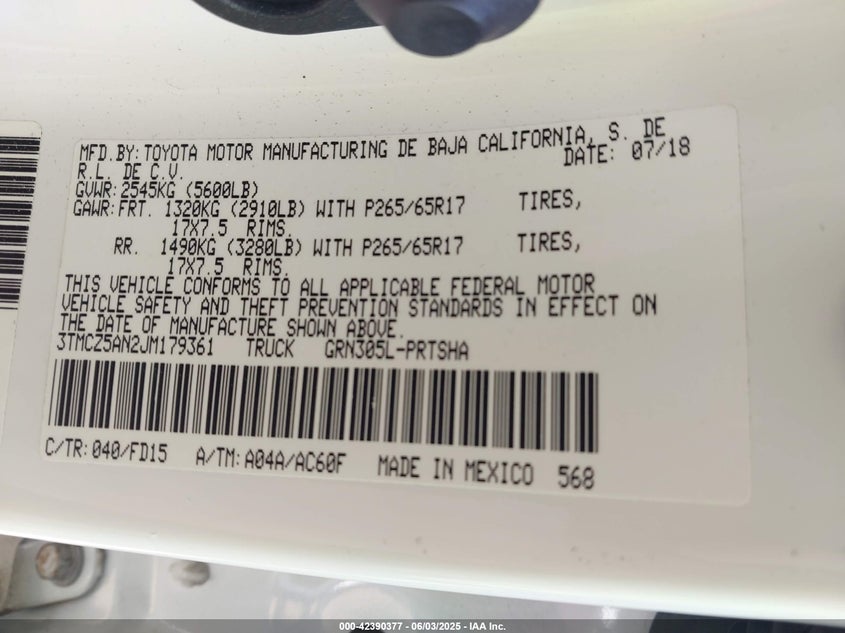 MFD.BY:TOYOTA MOTOR MANUFACTURING DE BAJA CALIFORNIA, S. DE
R.L. DE C.V. DATE: 07/18
GVWR:2545KG (5600LB)
GAWR:FRT. 1320KG (2910LB) WITH P265/65R17 TIRES,
17X7.5 RIMS.
RR. 1490KG (3280LB) WITH P265/65R17 TIRES,
17X7.5 RIMS.
THIS VEHICLE CONFORMS TO ALL APPLICABLE FEDERAL MOTOR
VEHICLE SAFETY AND THEFT PREVENTION STANDARDS IN EFFECT ON
THE DATE OF MANUFACTURE SHOWN ABOVE.
3TMCZ5AN2JM179361 TRUCK GRN305L-PRTSHA
C/TR:040/FD15 A/TM:A04A/AC60F MADE IN MEXICO 568
000-42390377 - 06/03/2025 - IAA Inc.